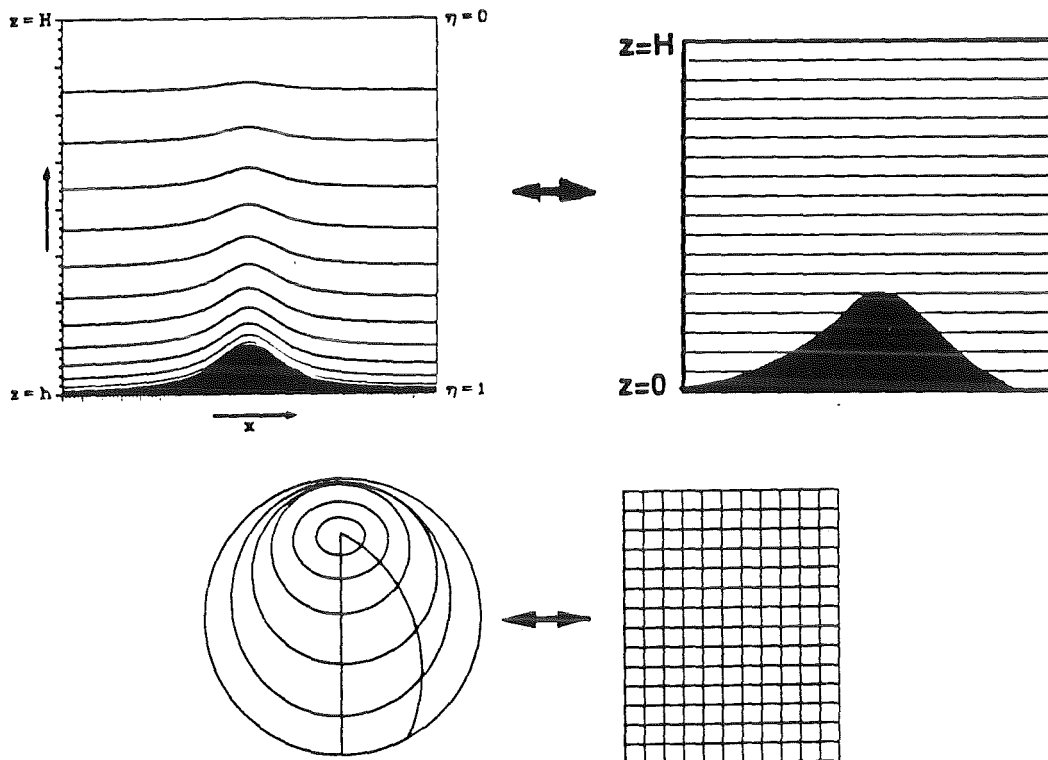 z = H
η = 0
z=H
z = h
η = 1
x
z=0